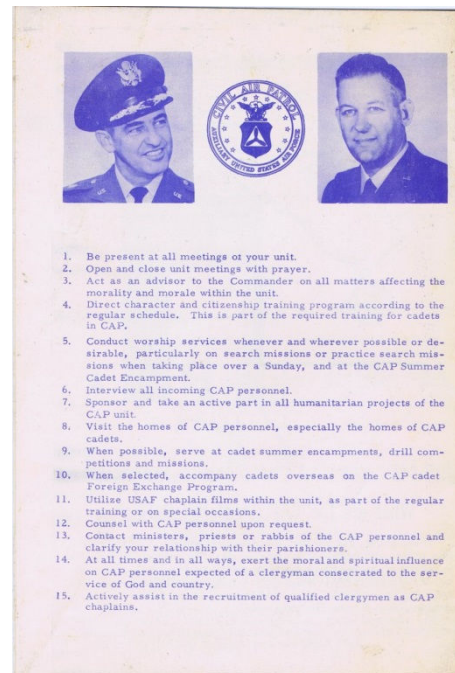 CIVIL AIR PATROL
AUXILIARY UNITED STATES AIR FORCE
1. Be present at all meetings of your unit.
2. Open and close unit meetings with prayer.
3. Act as an advisor to the Commander on all matters affecting the
morality and morale within the unit.
4. Direct character and citizenship training program according to the
regular schedule. This is part of the required training for cadets
in CAP.
5. Conduct worship services whenever and wherever possible or de-
sirable, particularly on search missions or practice search mis-
sions when taking place over a Sunday, and at the CAP Summer
Cadet Encampment.
6. Interview all incoming CAP personnel.
7. Sponsor and take an active part in all humanitarian projects of the
CAP unit.
8. Visit the homes of CAP personnel, especially the homes of CAP
cadets.
9. When possible, serve at cadet summer encampments, drill com-
petitions and missions.
10. When selected, accompany cadets overseas on the CAP cadet
Foreign Exchange Program.
11. Utilize USAF chaplain films within the unit, as part of the regular
training or on special occasions.
12. Counsel with CAP personnel upon request.
13. Contact ministers, priests or rabbis of the CAP personnel and
clarify your relationship with their parishioners.
14. At all times and in all ways, exert the moral and spiritual influence
on CAP personnel expected of a clergyman consecrated to the ser-
vice of God and country.
15. Actively assist in the recruitment of qualified clergymen as CAP
chaplains.